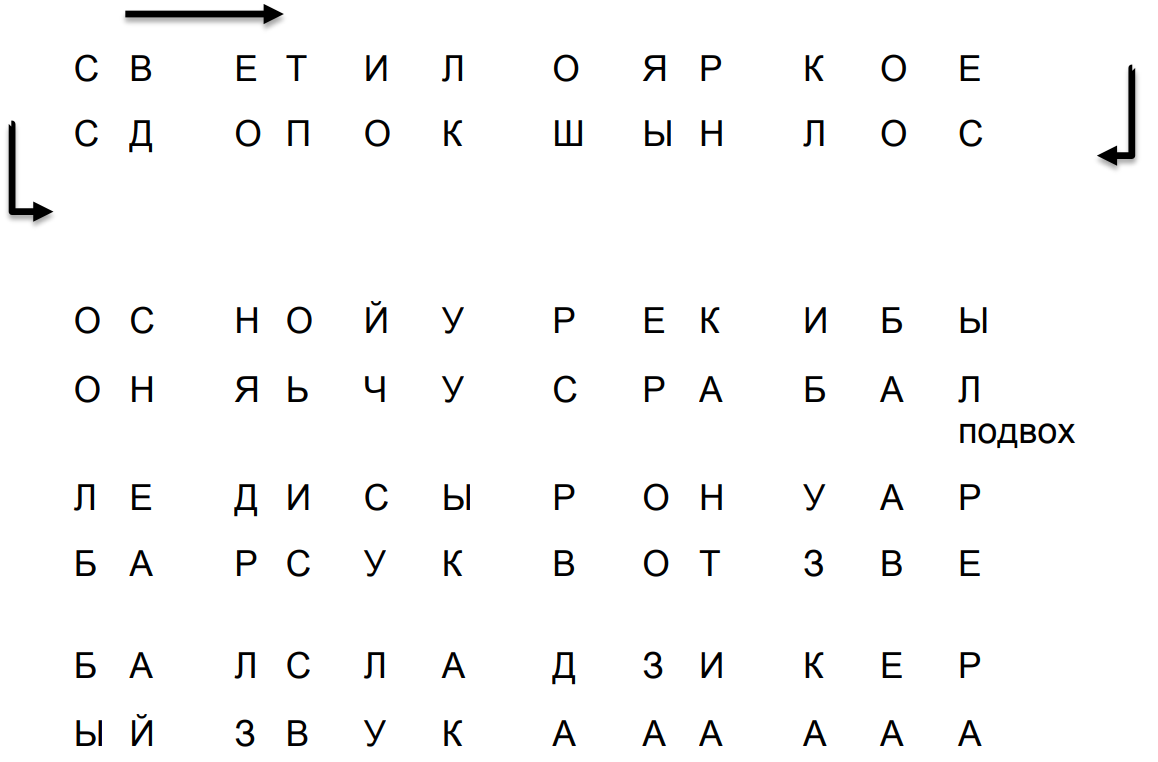 С В Е Т И Л О Я Р К О Е
С Д О П О К Ш Ы Н Л О С
О С Н О Й У Р Е К И Б Ы
О Н Я Ь Ч У С Р А Б А Л
подвох
Л Е Д И С Ы Р О Н У А Р
Б А Р С У К В О Т З В Е
Б А Л С Л А Д З И К Е Р
Ы Й З В У К А А А А А А